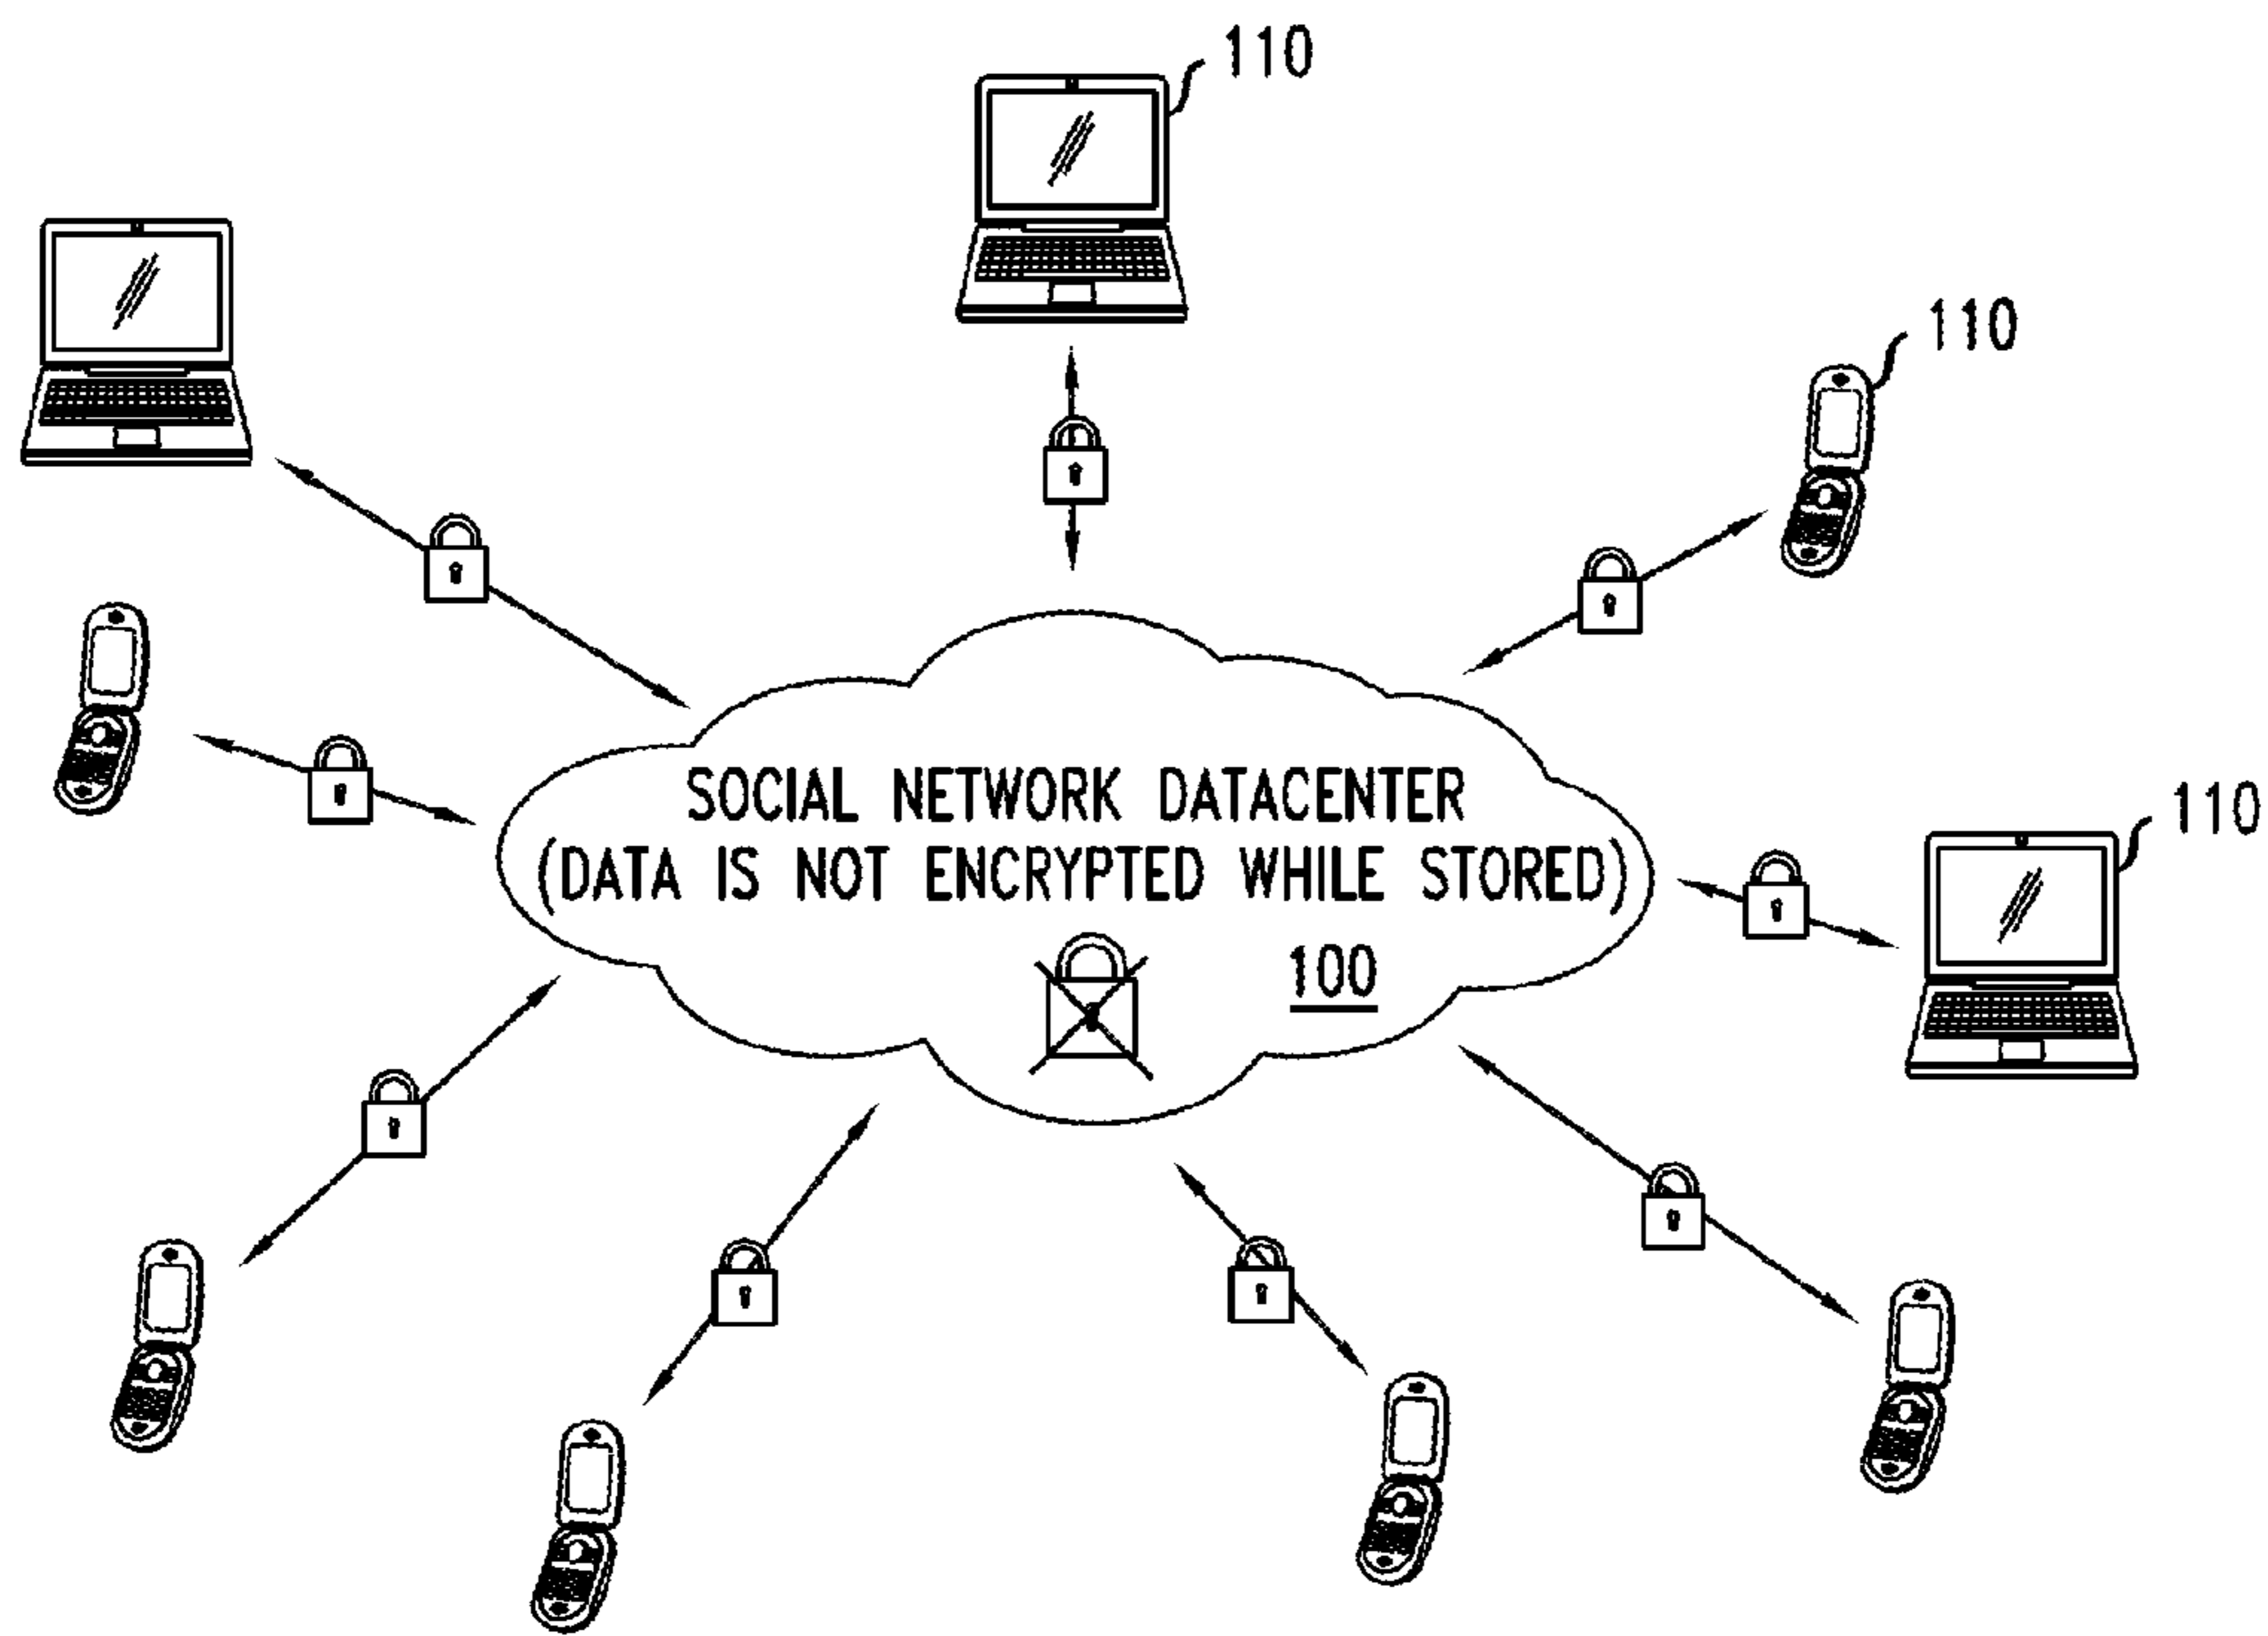 110
110
SOCIAL NETWORK DATACENTER
(DATA IS NOT ENCRYPTED WHILE STORED)
110
100